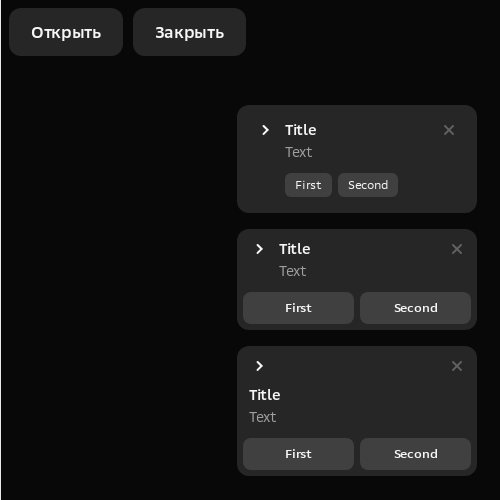 Открыть Закрыть
Title
Text
First Second
Title
Text
First Second
Title
Text
First Second